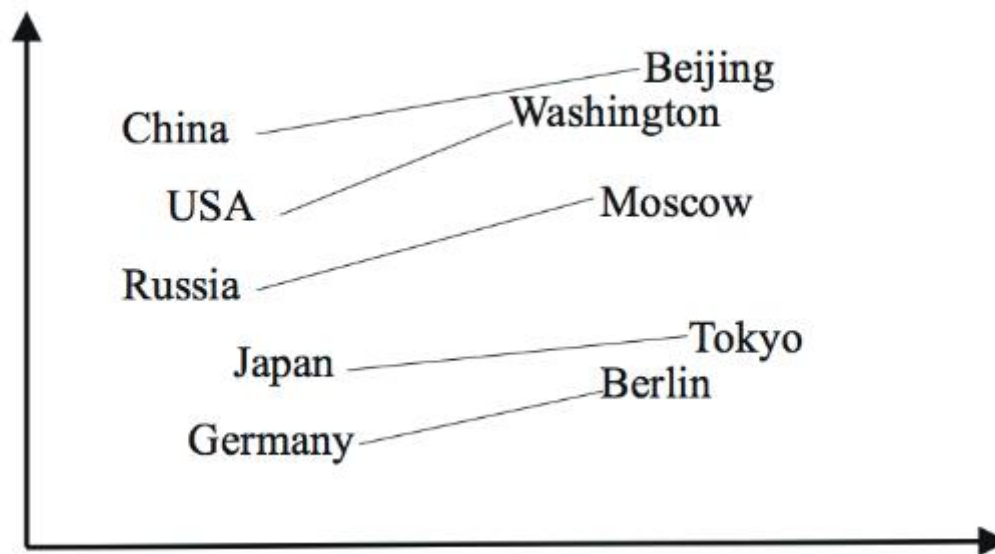 Beijing
China
Washington
USA
Moscow
Russia
Japan
Tokyo
Berlin
Germany